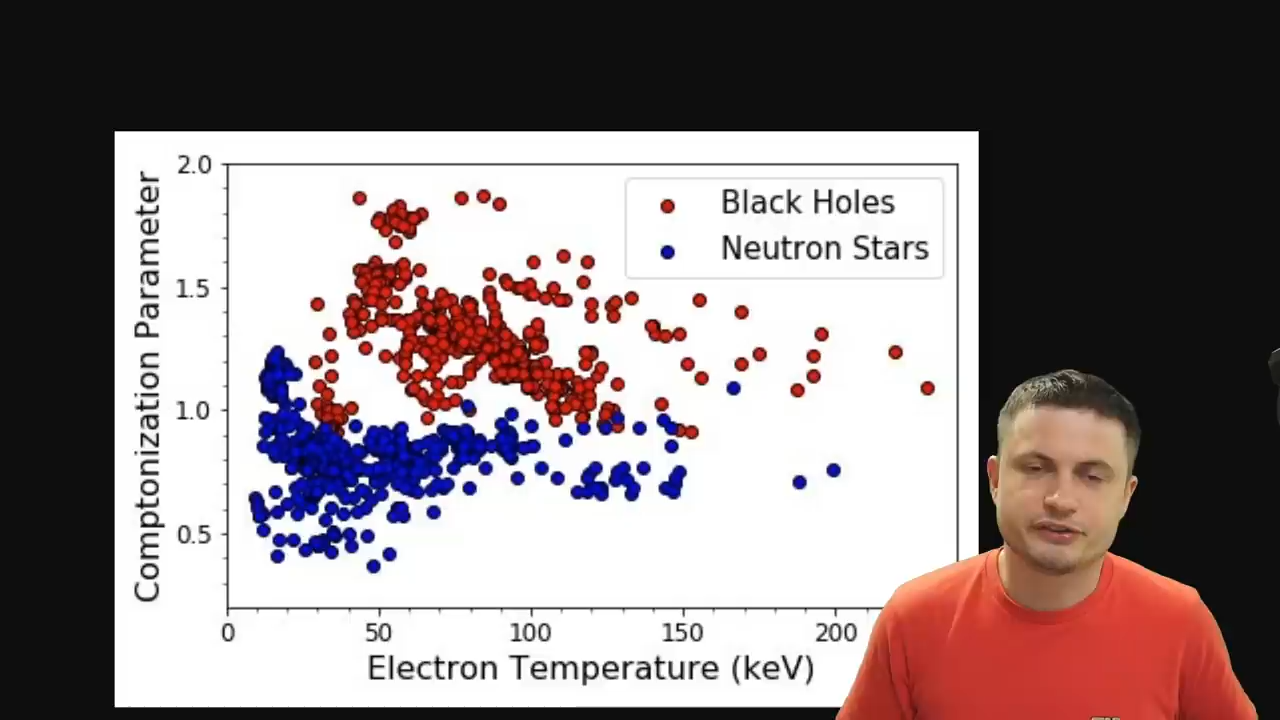 2.0
1.5
1.0
0.5
Comptonization Parameter
Black Holes
Neutron Stars
0 50 100 150 200
Electron Temperature (keV)